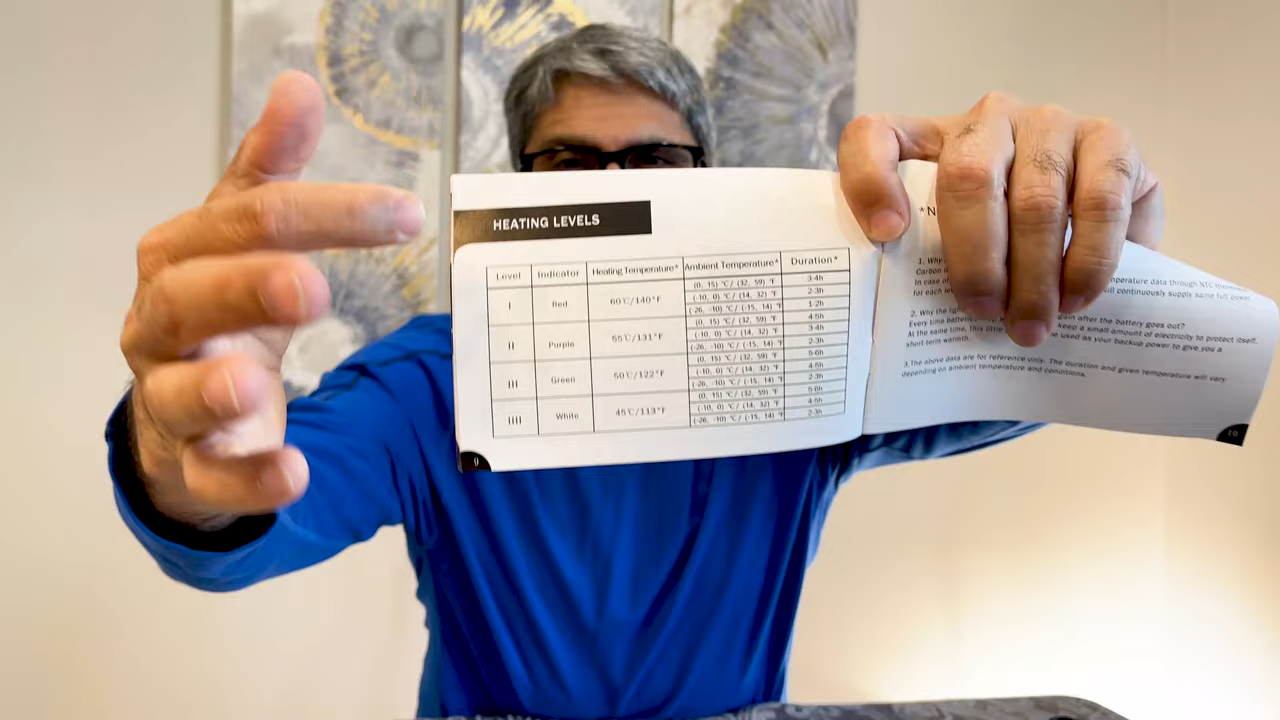 HEATING LEVELS
Level Indicator Heating Temperature* Ambient Temperature* Duration*
I Red 60℃/140°F (0, 15) ℃/ (32, 59) ℉ 3-4h
(-10, 0) ℃/ (14, 32) ℉ 2-3h
(-26, -10) ℃/ (-15, 14) ℉ 1-2h
II Purple 55℃/131°F (0, 15) ℃/ (32, 59) ℉ 4-5h
(-10, 0) ℃/ (14, 32) ℉ 3-4h
(-26, -10) ℃/ (-15, 14) ℉ 2-3h
III Green 50℃/122°F (0, 15) ℃/ (32, 59) ℉ 5-6h
(-10, 0) ℃/ (14, 32) ℉ 4-5h
(-26, -10) ℃/ (-15, 14) ℉ 2-3h
IIII White 45℃/113°F (0, 15) ℃/ (32, 59) ℉ 5-6h
(-10, 0) ℃/ (14, 32) ℉ 4-5h
(-26, -10) ℃/ (-15, 14) ℉ 2-3h
9
*N
1. Why temperature data through NTC
Carbon will continuously supply same full power
In case of
for each
2. Why the again after the battery goes out?
Every time keep a small amount of electricity to protect itself.
At the same time, this little be used as your backup power to give you a
short term warmth.
3.The above data are for reference only. The duration and given temperature will vary
depending on ambient temperature and conditions.
10